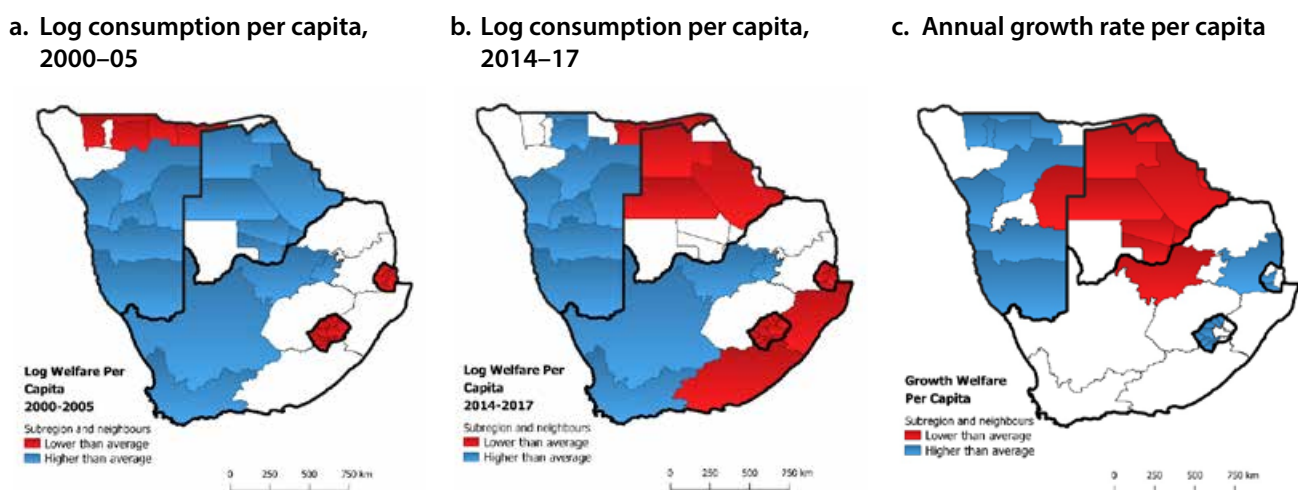 a. Log consumption per capita,
2000–05
b. Log consumption per capita,
2014–17
c. Annual growth rate per capita
Log Welfare Per
Capita
2000-2005
Subregion and neighbours
Lower than average
Higher than average
0 250 500 750 km
Log Welfare Per
Capita
2014-2017
Subregion and neighbours
Lower than average
Higher than average
0 250 500 750 km
Growth Welfare
Per Capita
Subregion and neighbours
Lower than average
Higher than average
0 250 500 750 km